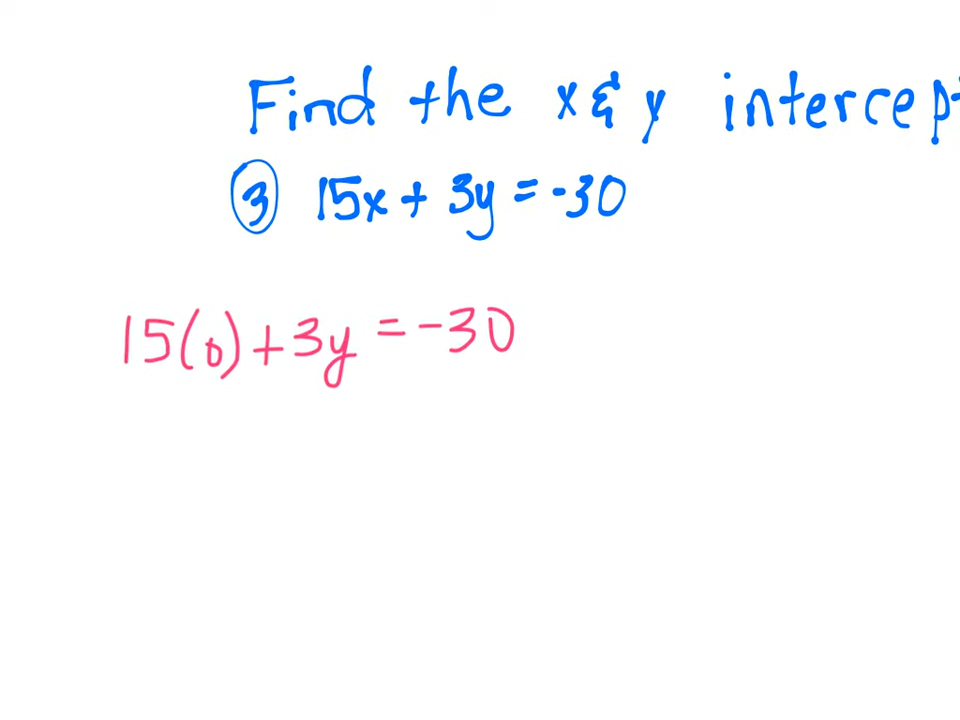 Find the x & y intercept
③ 15x + 3y = -30
15(0) + 3y = -30